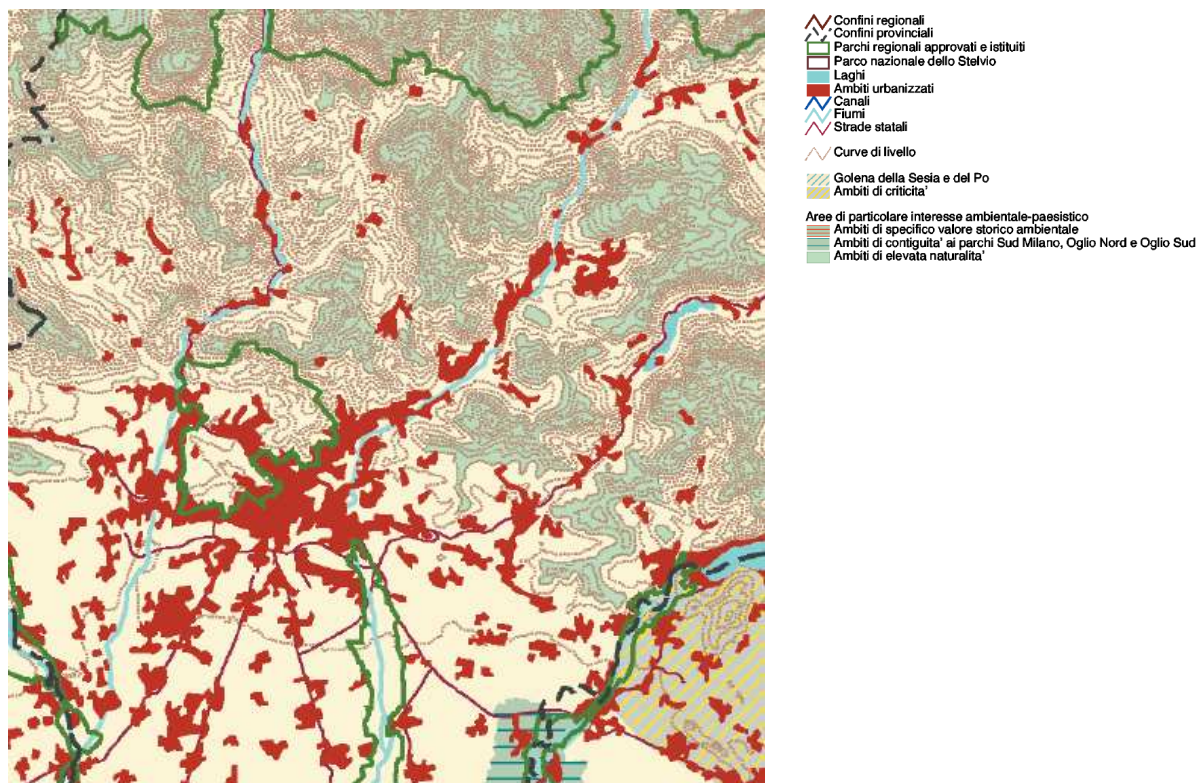 Confini regionali
Confini provinciali
Parchi regionali approvati e istituiti
Parco nazionale dello Stelvio
Laghi
Ambiti urbanizzati
Canali
Fiumi
Strade statali
Curve di livello
Golena della Sesia e del Po
Ambiti di criticita'
Aree di particolare interesse ambientale-paesistico
Ambiti di specifico valore storico ambientale
Ambiti di contiguita' ai parchi Sud Milano, Oglio Nord e Oglio Sud
Ambiti di elevata naturalita'